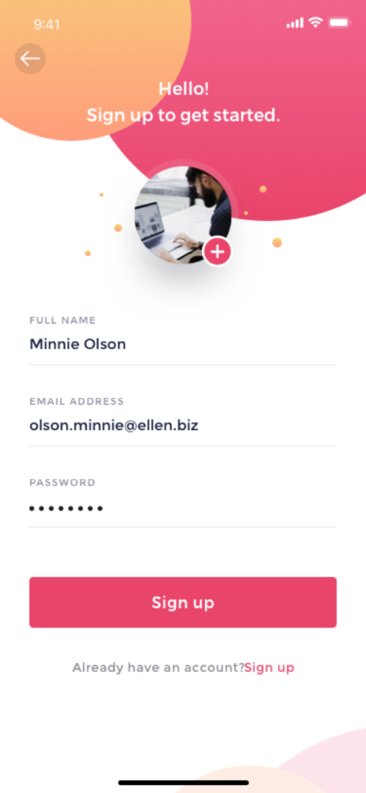 9:41
Hello!
Sign up to get started.
FULL NAME
Minnie Olson
EMAIL ADDRESS
olson.minnie@ellen.biz
PASSWORD
••••••••
Sign up
Already have an account?Sign up